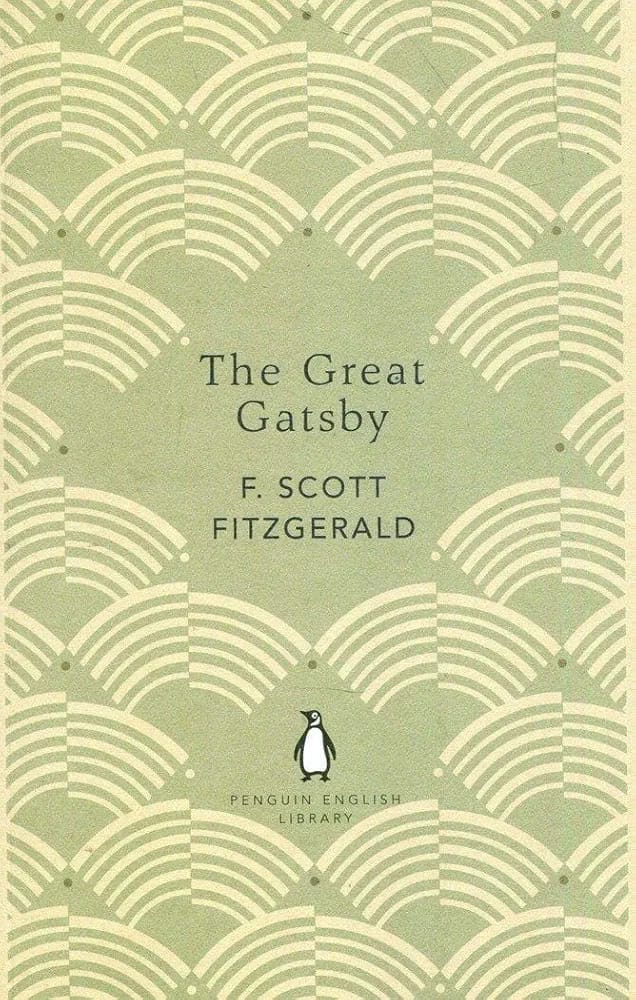 The Great
Gatsby
F. SCOTT
FITZGERALD
PENGUIN ENGLISH
LIBRARY